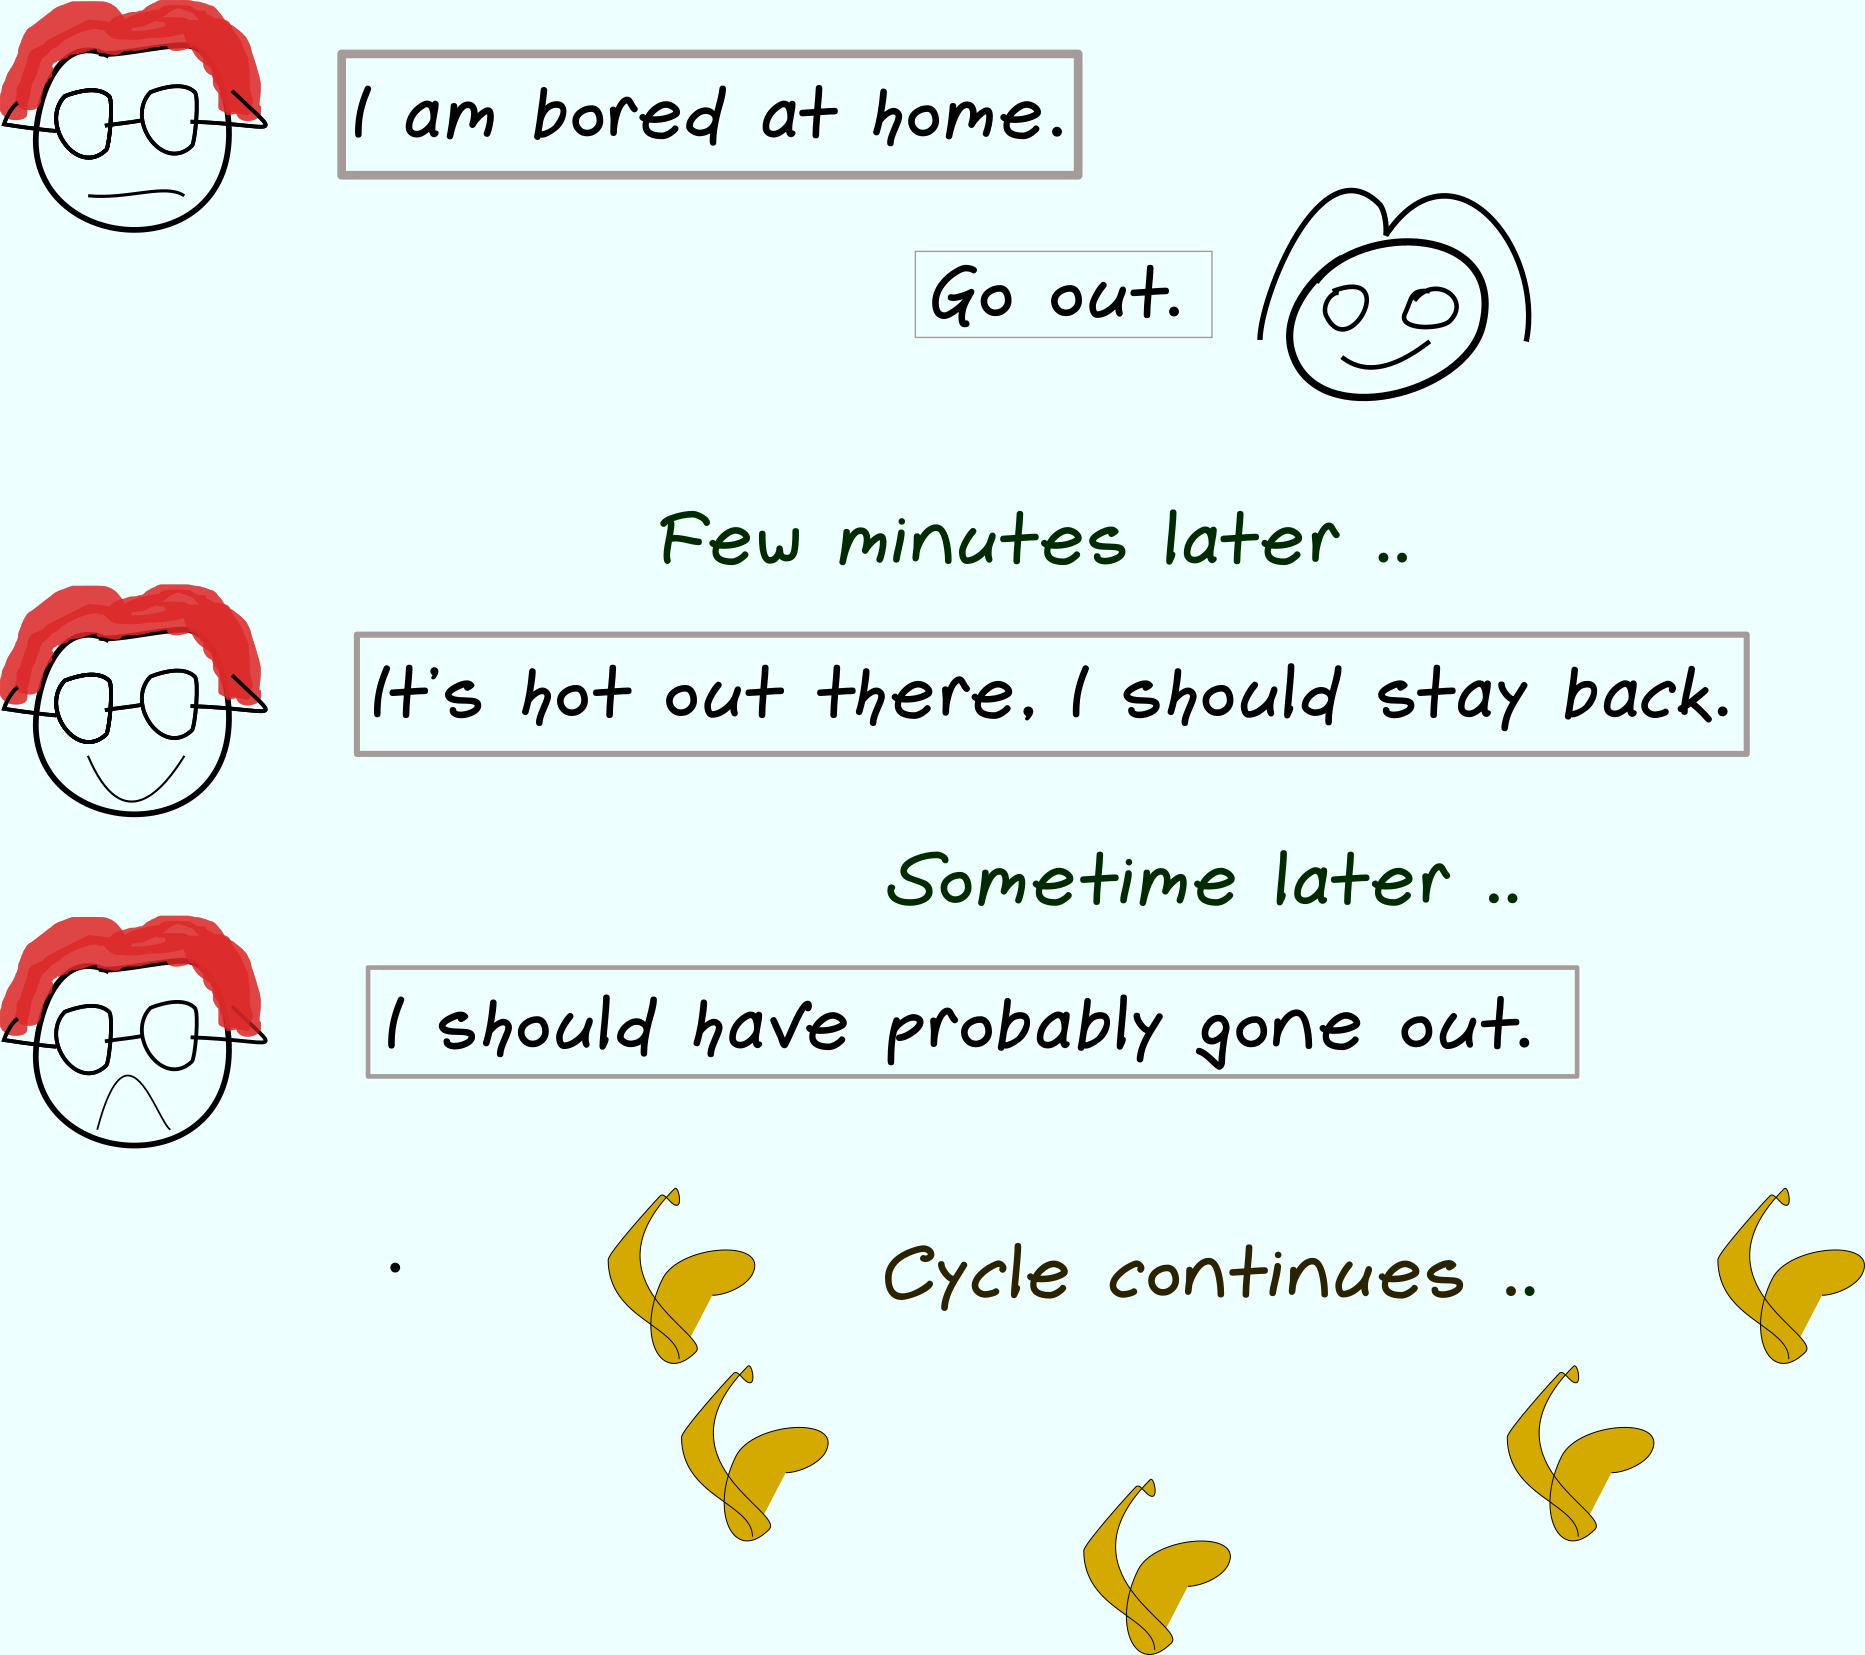 I am bored at home.
Go out.
Few minutes later ..
It's hot out there, I should stay back.
Sometime later ..
I should have probably gone out.
Cycle continues ..